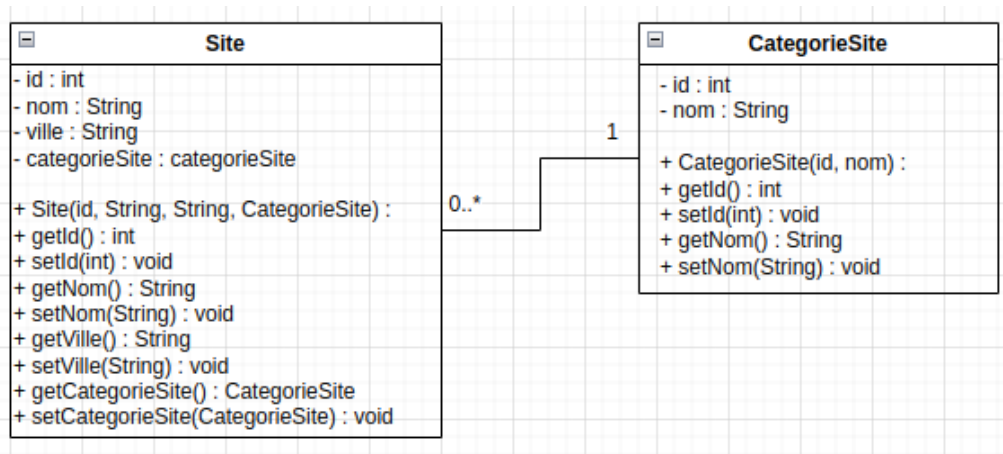 Site
- id : int
- nom : String
- ville : String
- categorieSite : categorieSite
+ Site(id, String, String, CategorieSite) :
+ getId() : int
+ setId(int) : void
+ getNom() : String
+ setNom(String) : void
+ getVille() : String
+ setVille(String) : void
+ getCategorieSite() : CategorieSite
+ setCategorieSite(CategorieSite) : void
0..*
1
CategorieSite
- id : int
- nom : String
+ CategorieSite(id, nom) :
+ getId() : int
+ setId(int) : void
+ getNom() : String
+ setNom(String) : void